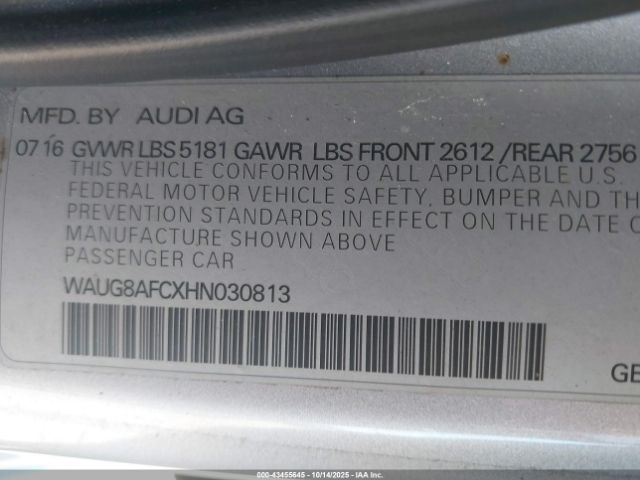 MFD. BY AUDI AG
07 16 GVWR LBS 5181 GAWR LBS FRONT 2612 /REAR 2756
THIS VEHICLE CONFORMS TO ALL APPLICABLE U.S.
FEDERAL MOTOR VEHICLE SAFETY, BUMPER AND
PREVENTION STANDARDS IN EFFECT ON THE DATE
MANUFACTURE SHOWN ABOVE
PASSENGER CAR
WAUG8AFCXHN030813
GE
000-43455645 - 10/14/2025 - IAA Inc.